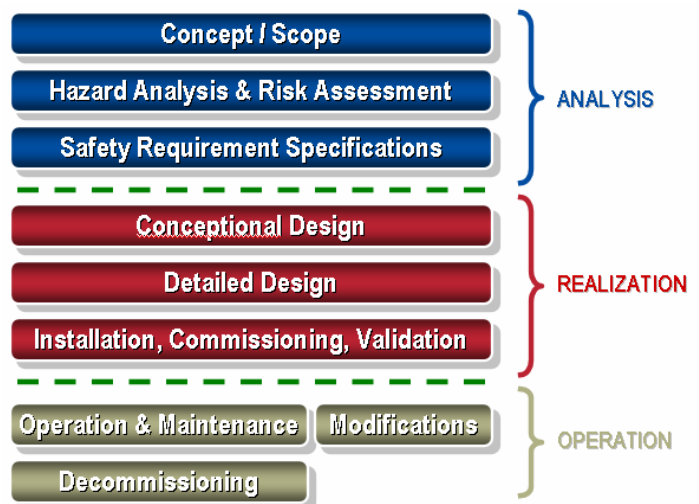 Concept / Scope
Hazard Analysis & Risk Assessment
ANALYSIS
Safety Requirement Specifications
Conceptional Design
Detailed Design
REALIZATION
Installation, Commissioning, Validation
Operation & Maintenance
Modifications
OPERATION
Decommissioning